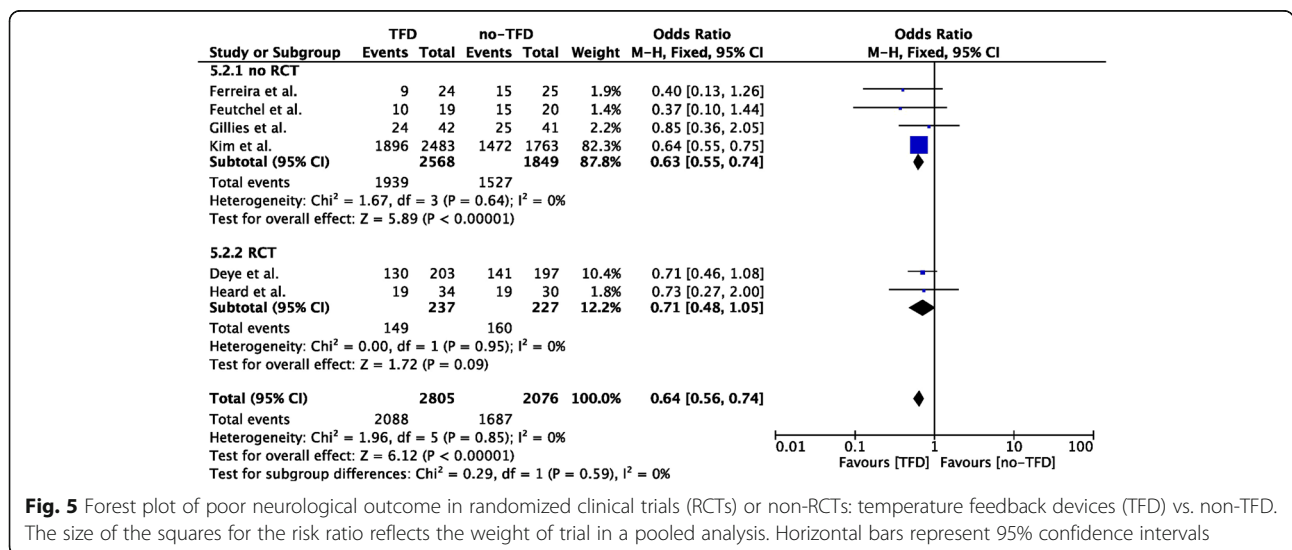 TFD no-TFD Odds Ratio Odds Ratio
Study or Subgroup Events Total Events Total Weight M-H, Fixed, 95% CI M-H, Fixed, 95% CI
5.2.1 no RCT
Ferreira et al. 9 24 15 25 1.9% 0.40 [0.13, 1.26]
Feutchel et al. 10 19 15 20 1.4% 0.37 [0.10, 1.44]
Gillies et al. 24 42 25 41 2.2% 0.85 [0.36, 2.05]
Kim et al. 1896 2483 1472 1763 82.3% 0.64 [0.55, 0.75]
Subtotal (95% CI) 2568 1849 87.8% 0.63 [0.55, 0.74]
Total events 1939 1527
Heterogeneity: Chi² = 1.67, df = 3 (P = 0.64); I² = 0%
Test for overall effect: Z = 5.89 (P < 0.00001)
5.2.2 RCT
Deye et al. 130 203 141 197 10.4% 0.71 [0.46, 1.08]
Heard et al. 19 34 19 30 1.8% 0.73 [0.27, 2.00]
Subtotal (95% CI) 237 227 12.2% 0.71 [0.48, 1.05]
Total events 149 160
Heterogeneity: Chi² = 0.00, df = 1 (P = 0.95); I² = 0%
Test for overall effect: Z = 1.72 (P = 0.09)
Total (95% CI) 2805 2076 100.0% 0.64 [0.56, 0.74]
Total events 2088 1687
Heterogeneity: Chi² = 1.96, df = 5 (P = 0.85); I² = 0%
Test for overall effect: Z = 6.12 (P < 0.00001)
Test for subgroup differences: Chi² = 0.29, df = 1 (P = 0.59), I² = 0%
0.01 0.1 1 10 100
Favours [TFD] Favours [no-TFD]
Fig. 5 Forest plot of poor neurological outcome in randomized clinical trials (RCTs) or non-RCTs: temperature feedback devices (TFD) vs. non-TFD.
The size of the squares for the risk ratio reflects the weight of trial in a pooled analysis. Horizontal bars represent 95% confidence intervals